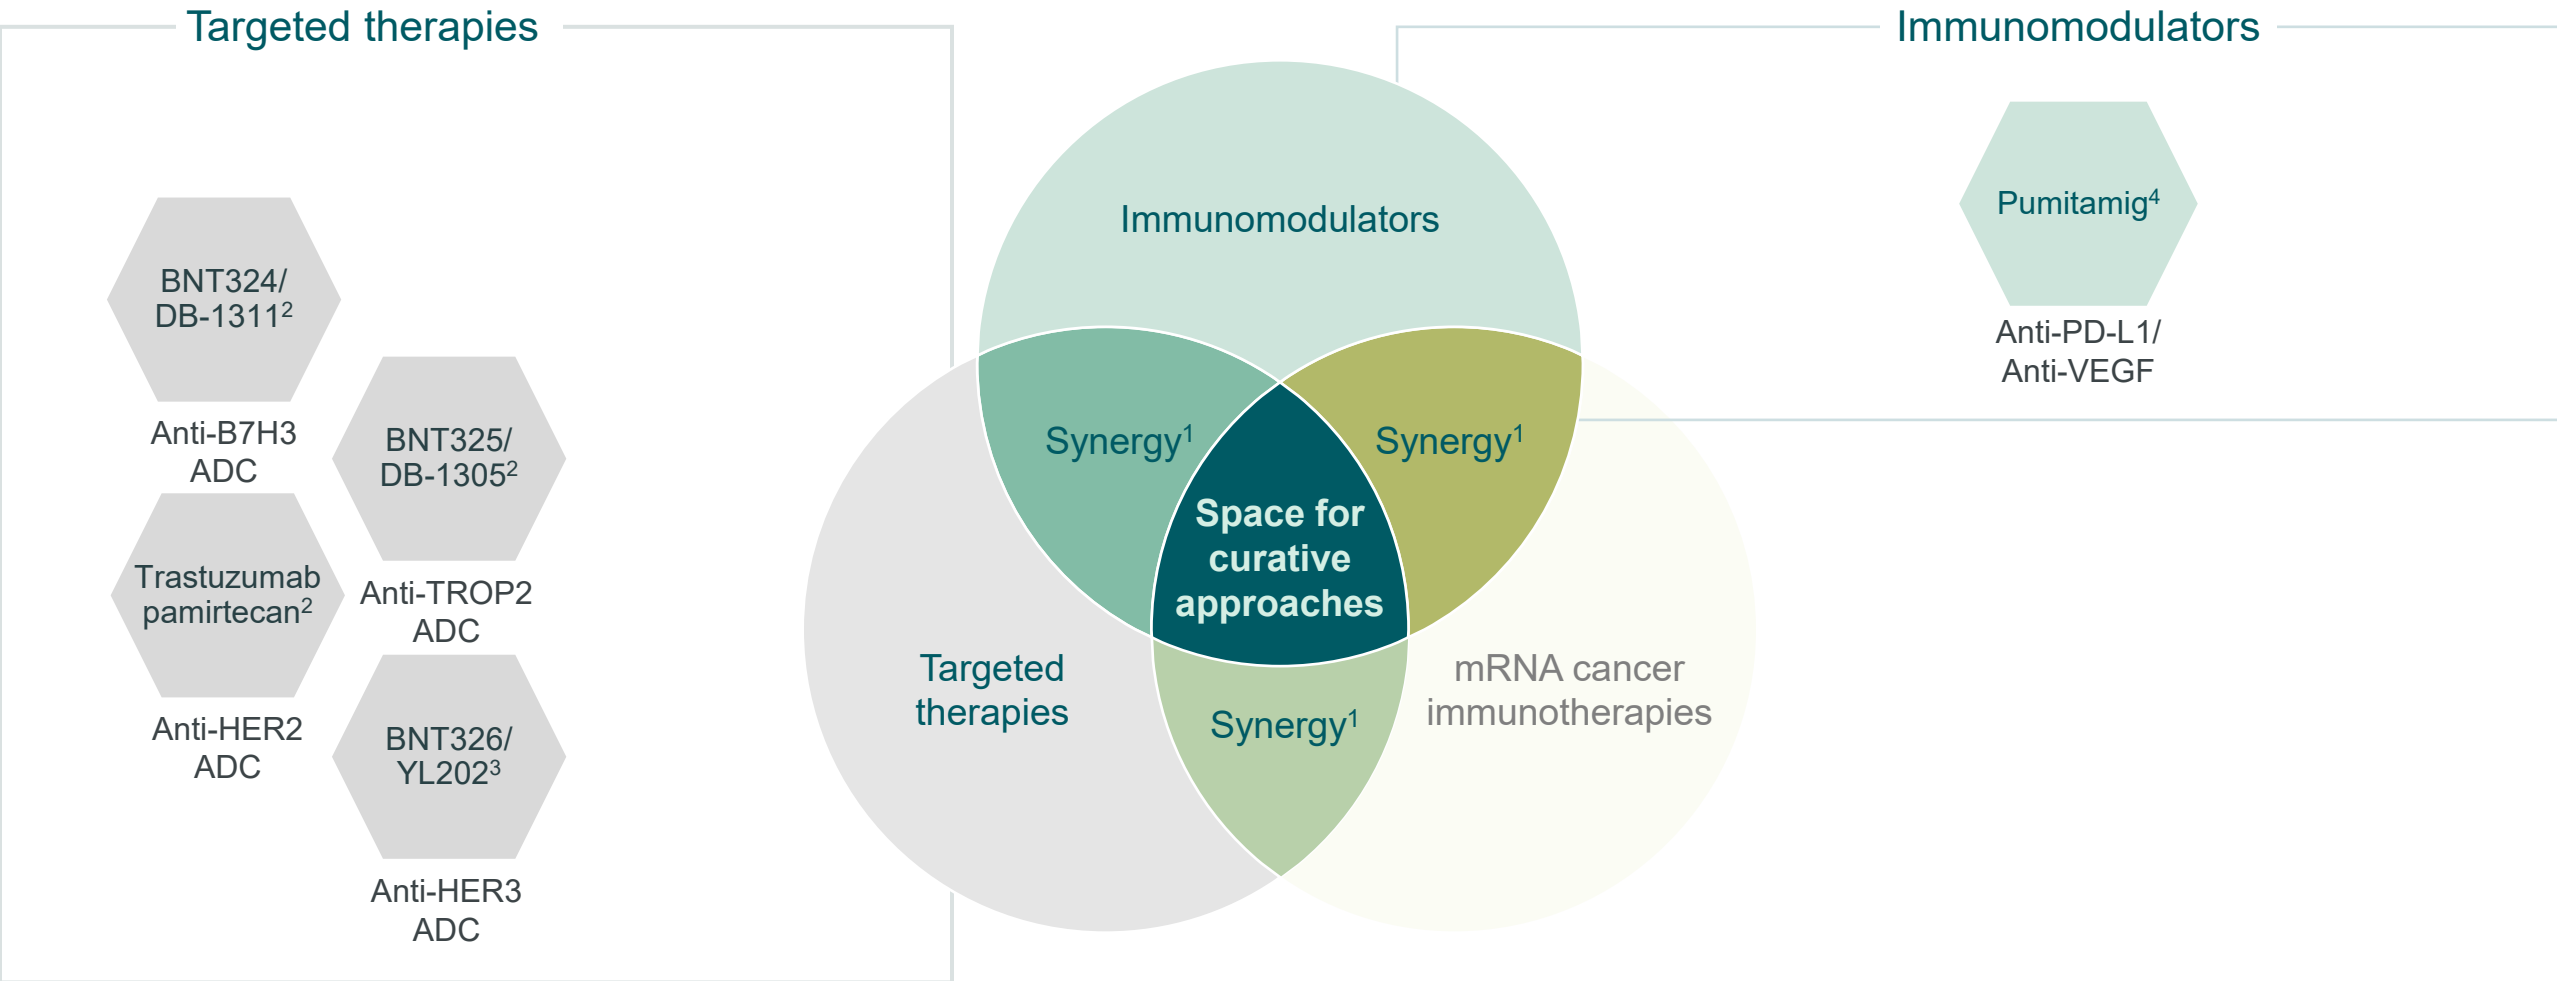 Targeted therapies
BNT324/
DB-1311²
Anti-B7H3
ADC
BNT325/
DB-1305²
Anti-TROP2
ADC
Trastuzumab
pamirtecan²
Anti-HER2
ADC
BNT326/
YL202³
Anti-HER3
ADC
Immunomodulators
Synergy¹
Synergy¹
Space for
curative
approaches
Targeted
therapies
mRNA cancer
immunotherapies
Synergy¹
Immunomodulators
Pumitamig⁴
Anti-PD-L1/
Anti-VEGF